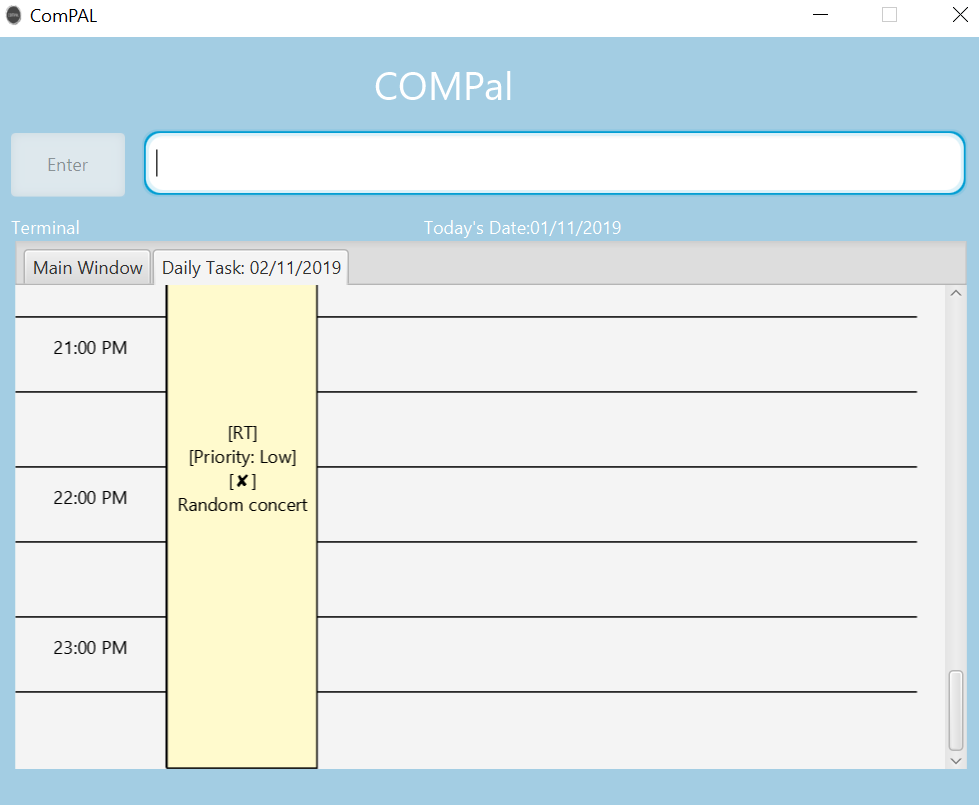 ComPAL
COMPal
Enter
Terminal
Today's Date:01/11/2019
Main Window
Daily Task: 02/11/2019
21:00 PM
[RT]
[Priority: Low]
[✘]
Random concert
22:00 PM
23:00 PM